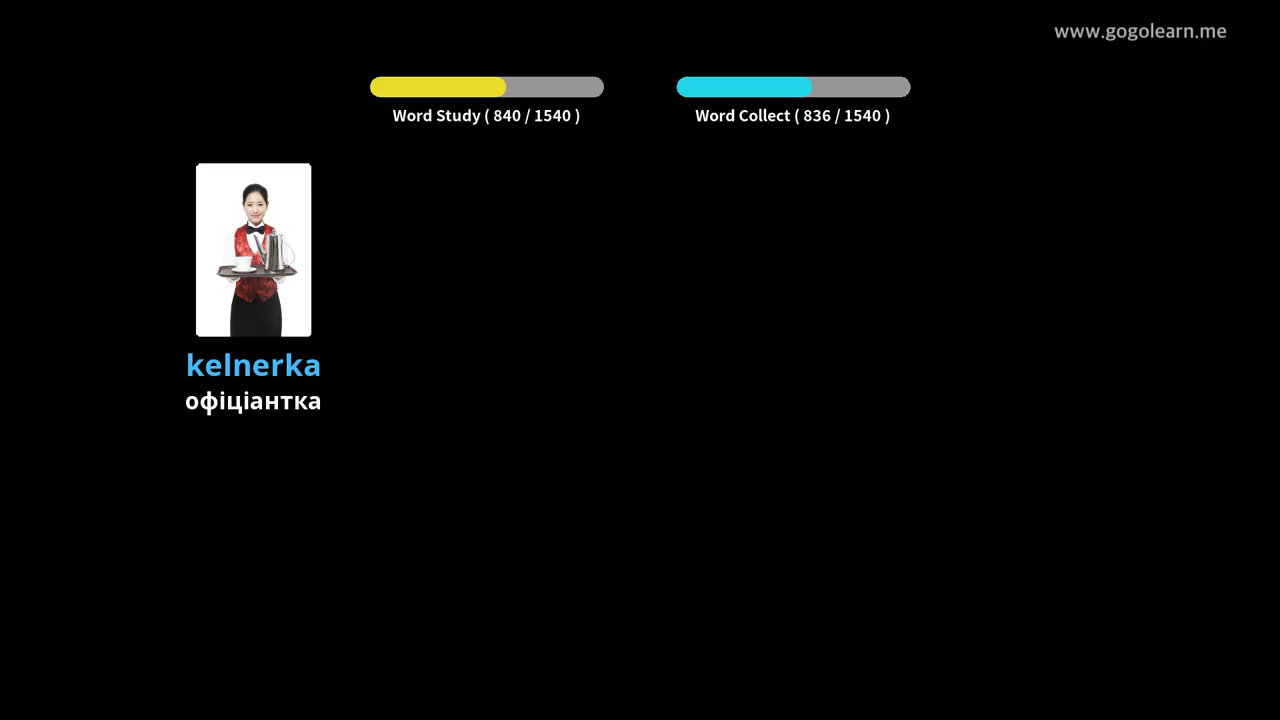 www.gogolearn.me
Word Study ( 840 / 1540 )
Word Collect ( 836 / 1540 )
kelnerka
офіціантка